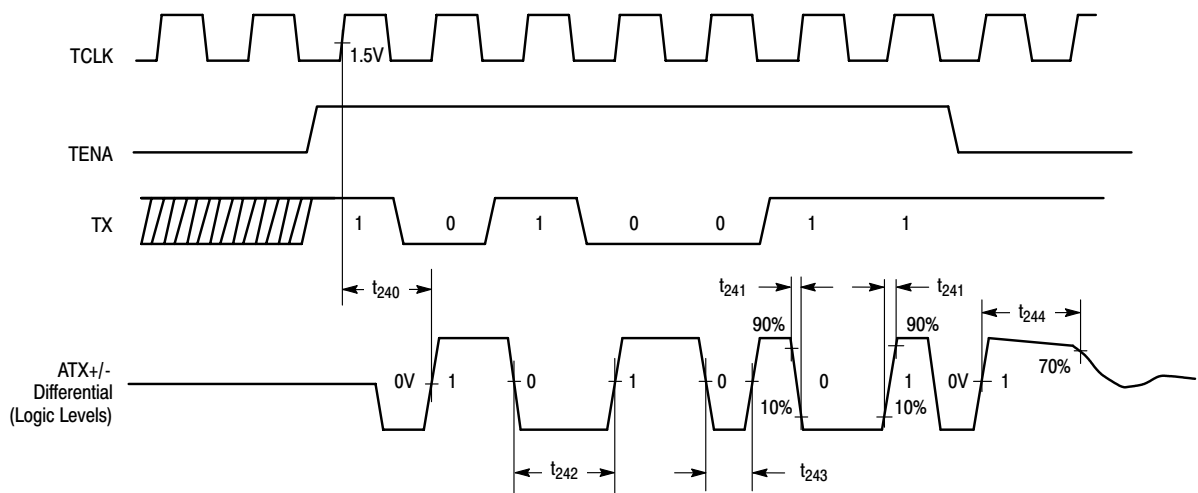 TCLK
1.5V
TENA
TX
1 0 1 0 0 1 1
t240
t241
t241
t244
90%
90%
ATX+/-
Differential
(Logic Levels)
0V 1 0 1 0 0 1 0V 1
70%
10%
10%
t242
t243